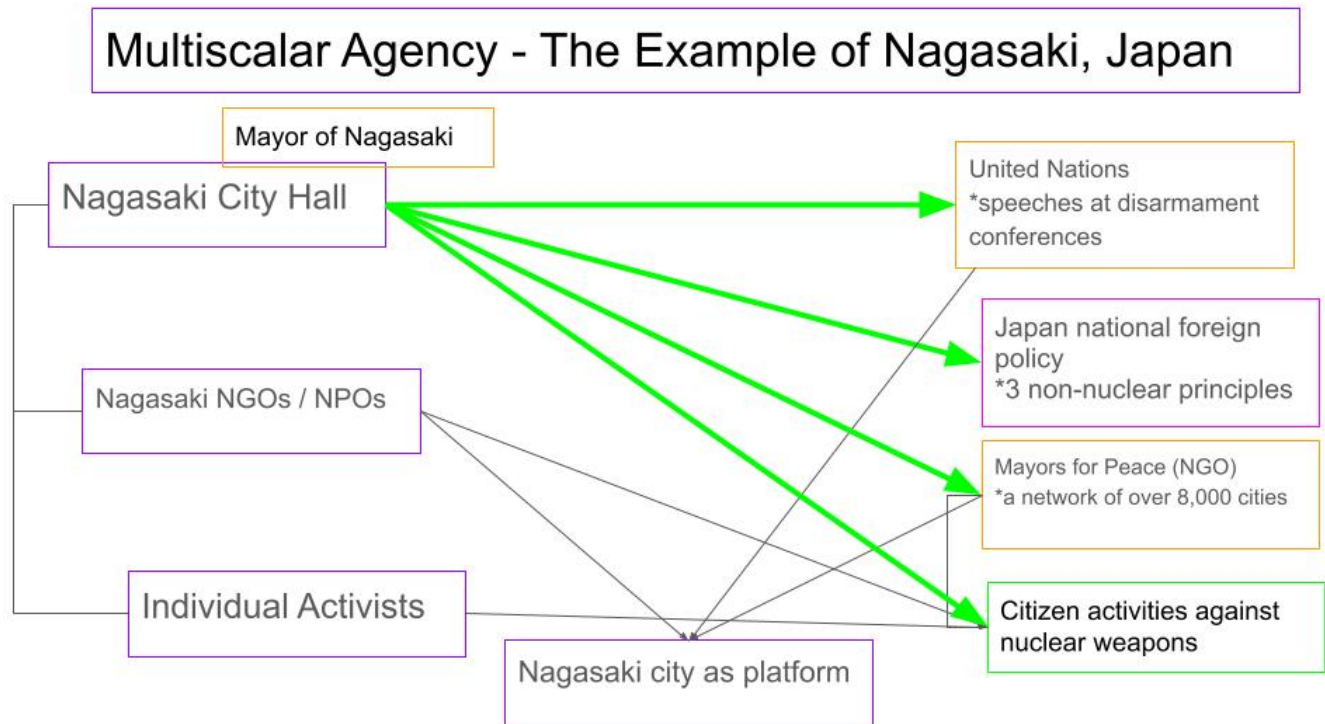 Multiscalar Agency - The Example of Nagasaki, Japan
Mayor of Nagasaki
Nagasaki City Hall
United Nations
*speeches at disarmament
conferences
Japan national foreign
policy
*3 non-nuclear principles
Nagasaki NGOs / NPOs
Mayors for Peace (NGO)
*a network of over 8,000 cities
Individual Activists
Citizen activities against
nuclear weapons
Nagasaki city as platform